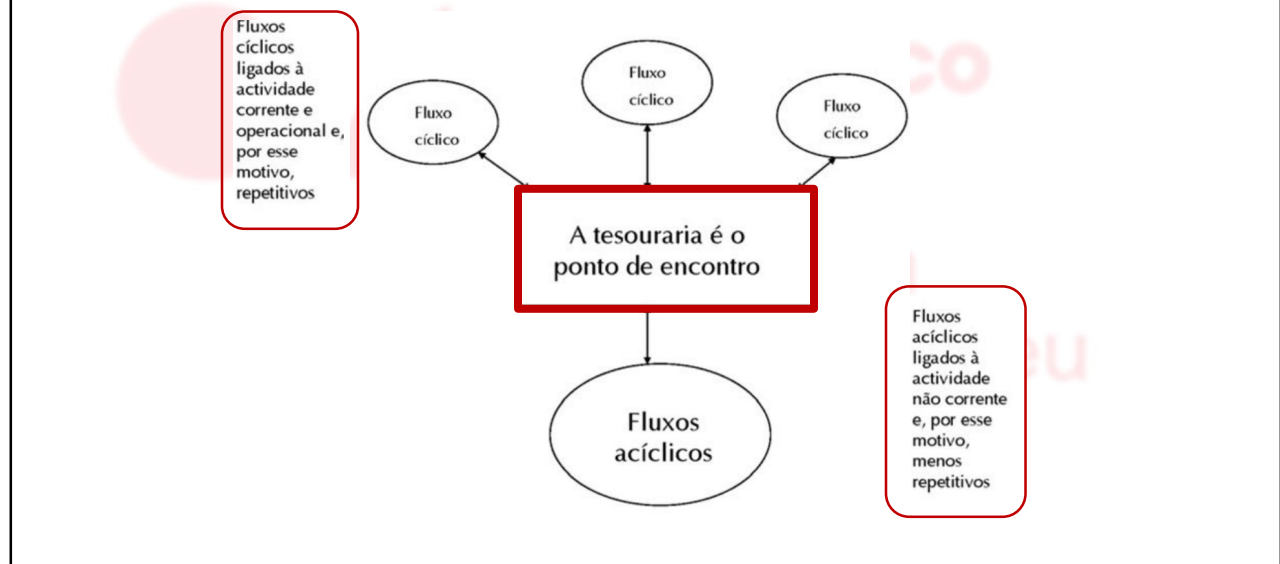 Fluxos
cíclicos
ligados à
actividade
corrente e
operacional e,
por esse
motivo,
repetitivos
Fluxo
cíclico
Fluxo
cíclico
Fluxo
cíclico
A tesouraria é o
ponto de encontro
Fluxos
acíclicos
Fluxos
acíclicos
ligados à
actividade
não corrente
e, por esse
motivo,
menos
repetitivos